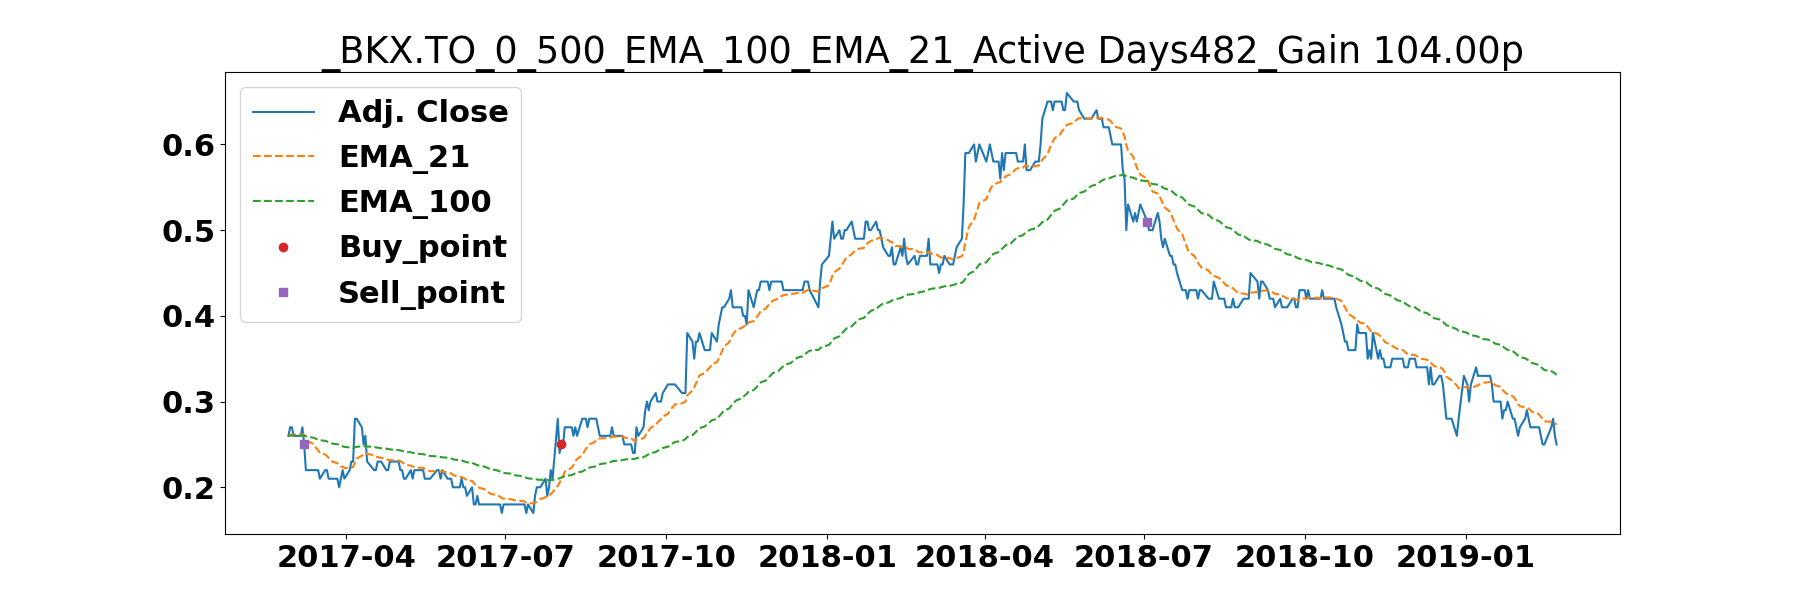 _BKX.TO_0_500_EMA_100_EMA_21_Active Days482_Gain 104.00p
Adj. Close
EMA_21
EMA_100
Buy_point
Sell_point
0.6
0.5
0.4
0.3
0.2
2017-04 2017-07 2017-10 2018-01 2018-04 2018-07 2018-10 2019-01